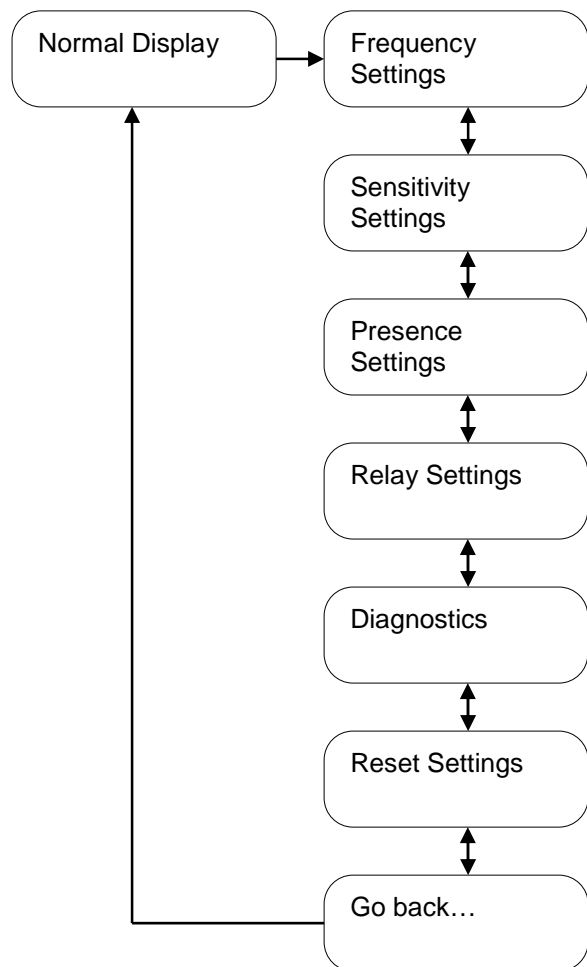 Normal Display
Frequency
Settings
Sensitivity
Settings
Presence
Settings
Relay Settings
Diagnostics
Reset Settings
Go back…